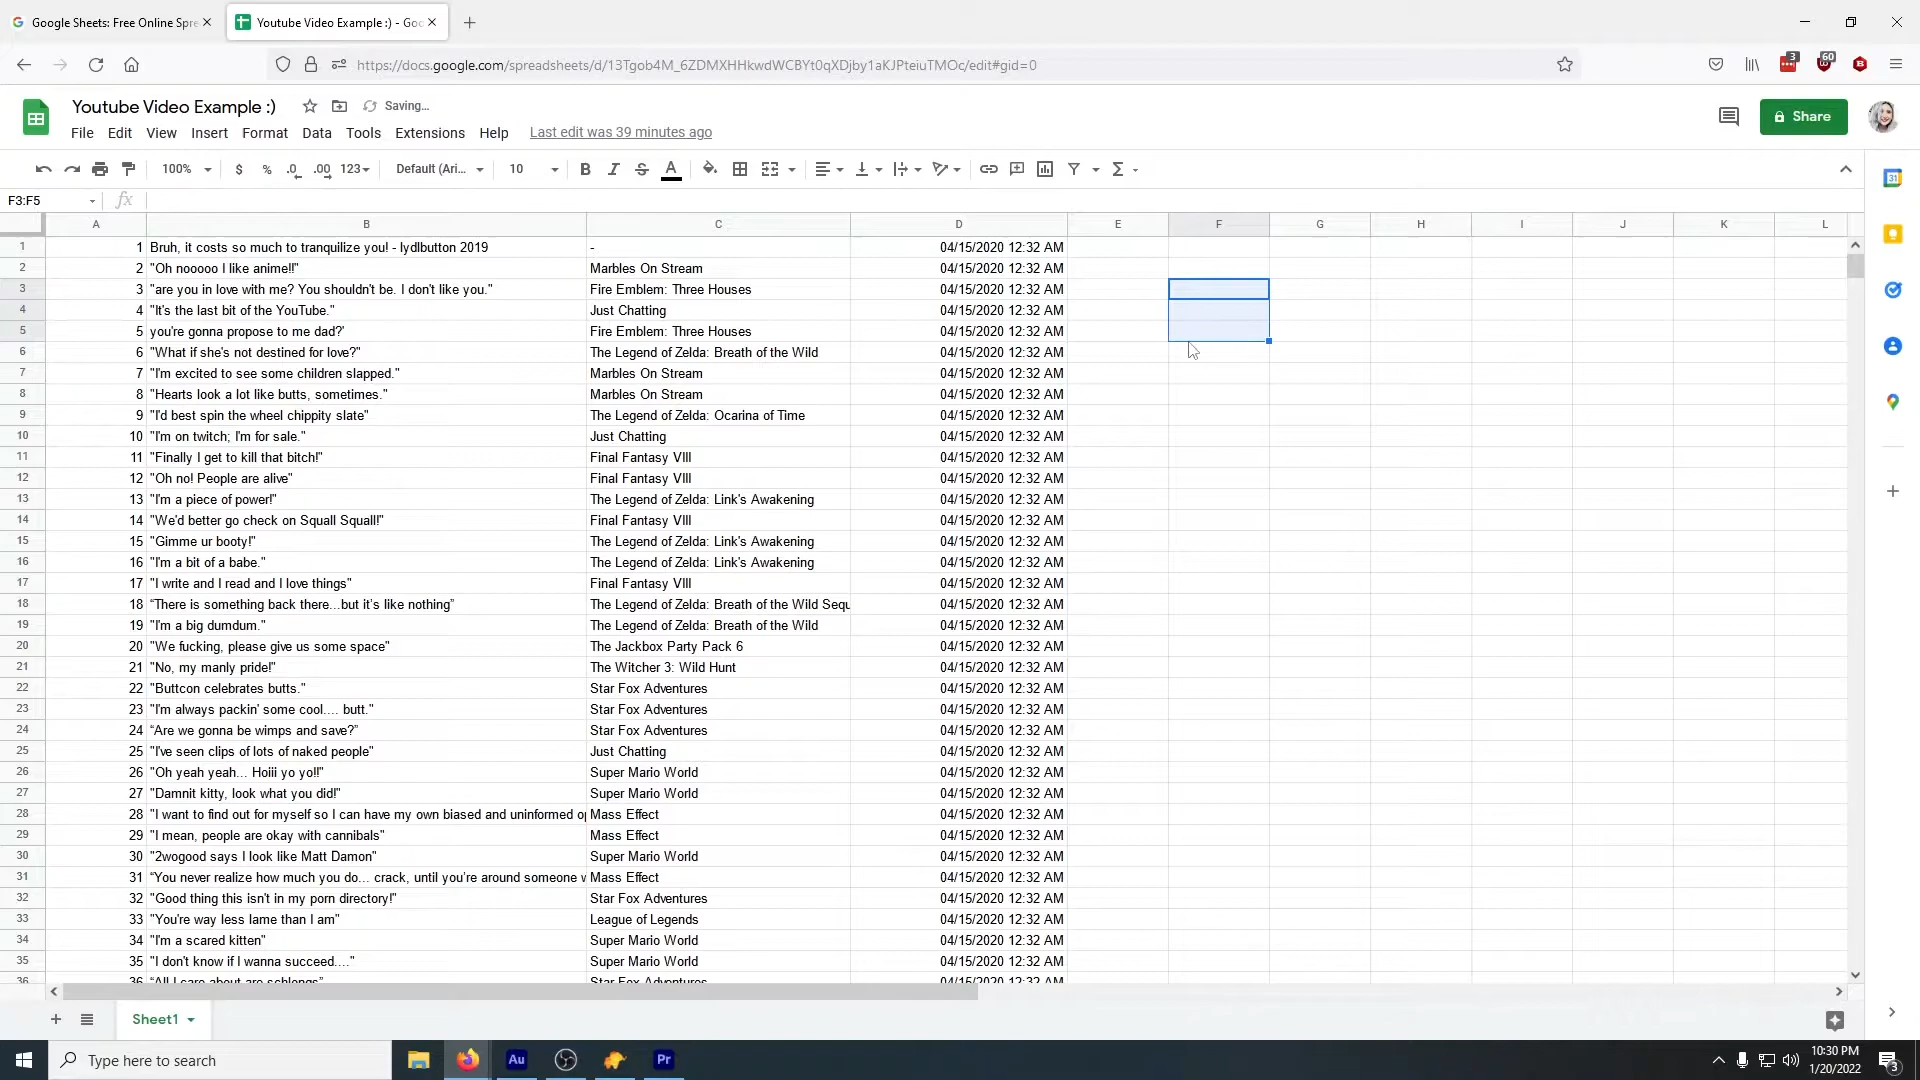 Google Sheets: Free Online Spre
Youtube Video Example :) - Goo
https://docs.google.com/spreadsheets/d/13Tgob4M_6ZDMXHHkwdWCBYt0qXDjby1aKJPteiuTMOc/edit#gid=0
3
60
Youtube Video Example :)
Saving...
File Edit View Insert Format Data Tools Extensions Help Last edit was 39 minutes ago
Share
100% $ % .0 .00 123 Default (Ari... 10 B I S A Σ
31
F3:F5
fx
A B C D E F G H I J K L
1 1 Bruh, it costs so much to tranquilize you! - lydlbutton 2019 - 04/15/2020 12:32 AM
2 2 "Oh nooooo I like anime!!" Marbles On Stream 04/15/2020 12:32 AM
3 3 "are you in love with me? You shouldn't be. I don't like you." Fire Emblem: Three Houses 04/15/2020 12:32 AM
4 4 "It's the last bit of the YouTube." Just Chatting 04/15/2020 12:32 AM
5 5 you're gonna propose to me dad?' Fire Emblem: Three Houses 04/15/2020 12:32 AM
6 6 "What if she's not destined for love?" The Legend of Zelda: Breath of the Wild 04/15/2020 12:32 AM
7 7 "I'm excited to see some children slapped." Marbles On Stream 04/15/2020 12:32 AM
8 8 "Hearts look a lot like butts, sometimes." Marbles On Stream 04/15/2020 12:32 AM
9 9 "I'd best spin the wheel chippity slate" The Legend of Zelda: Ocarina of Time 04/15/2020 12:32 AM
10 10 "I'm on twitch; I'm for sale." Just Chatting 04/15/2020 12:32 AM
11 11 "Finally I get to kill that bitch!" Final Fantasy VIII 04/15/2020 12:32 AM
12 12 "Oh no! People are alive" Final Fantasy VIII 04/15/2020 12:32 AM
13 13 "I'm a piece of power!" The Legend of Zelda: Link's Awakening 04/15/2020 12:32 AM
14 14 "We'd better go check on Squall Squall!" Final Fantasy VIII 04/15/2020 12:32 AM
15 15 "Gimme ur booty!" The Legend of Zelda: Link's Awakening 04/15/2020 12:32 AM
16 16 "I'm a bit of a babe." The Legend of Zelda: Link's Awakening 04/15/2020 12:32 AM
17 17 "I write and I read and I love things" Final Fantasy VIII 04/15/2020 12:32 AM
18 18 “There is something back there...but it's like nothing” The Legend of Zelda: Breath of the Wild Sequ 04/15/2020 12:32 AM
19 19 "I'm a big dumdum." The Legend of Zelda: Breath of the Wild 04/15/2020 12:32 AM
20 20 "We fucking, please give us some space" The Jackbox Party Pack 6 04/15/2020 12:32 AM
21 21 "No, my manly pride!" The Witcher 3: Wild Hunt 04/15/2020 12:32 AM
22 22 "Buttcon celebrates butts." Star Fox Adventures 04/15/2020 12:32 AM
23 23 "I'm always packin' some cool.... butt." Star Fox Adventures 04/15/2020 12:32 AM
24 24 “Are we gonna be wimps and save?” Star Fox Adventures 04/15/2020 12:32 AM
25 25 "I've seen clips of lots of naked people" Just Chatting 04/15/2020 12:32 AM
26 26 "Oh yeah yeah... Hoiii yo yo!!" Super Mario World 04/15/2020 12:32 AM
27 27 "Damnit kitty, look what you did!" Super Mario World 04/15/2020 12:32 AM
28 28 "I want to find out for myself so I can have my own biased and uninformed o Mass Effect 04/15/2020 12:32 AM
29 29 "I mean, people are okay with cannibals" Mass Effect 04/15/2020 12:32 AM
30 30 "2wogood says I look like Matt Damon" Super Mario World 04/15/2020 12:32 AM
31 31 “You never realize how much you do... crack, until you're around someone w Mass Effect 04/15/2020 12:32 AM
32 32 "Good thing this isn't in my porn directory!" Star Fox Adventures 04/15/2020 12:32 AM
33 33 "You're way less lame than I am" League of Legends 04/15/2020 12:32 AM
34 34 "I'm a scared kitten" Super Mario World 04/15/2020 12:32 AM
35 35 "I don't know if I wanna succeed...." Super Mario World 04/15/2020 12:32 AM
36 36 “All I care about are schlongs” Star Fox Adventures 04/15/2020 12:32 AM
Sheet1
Type here to search
Au
Pr
10:30 PM
1/20/2022
3